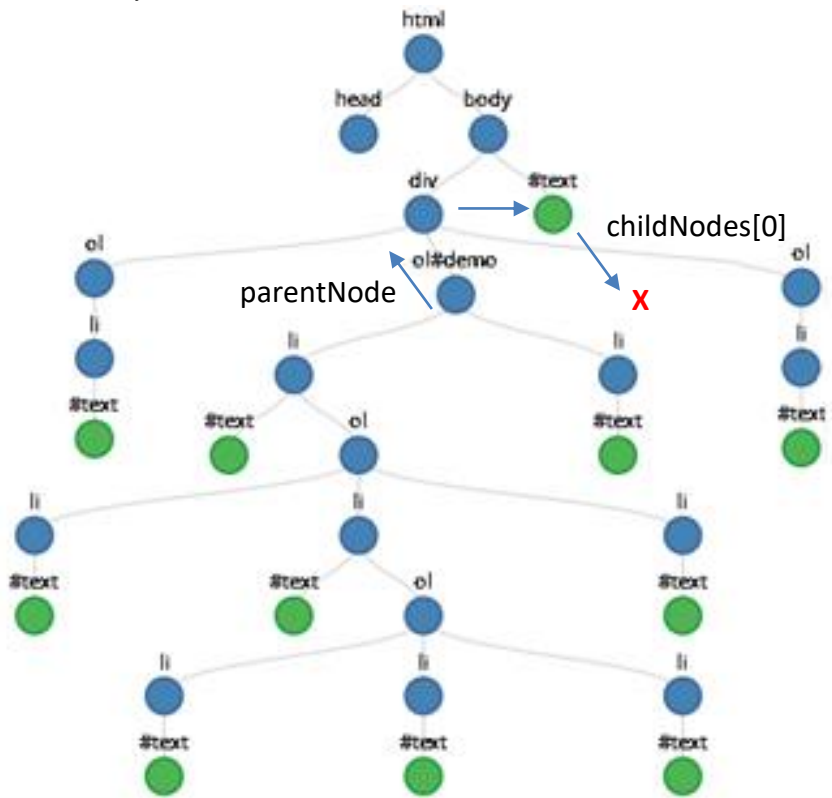 html
head body
div #text
childNodes[0]
ol ol#demo ol
parentNode X
li li li li
#text #text #text #text
ol
li li li
#text #text ol #text
li li li
#text #text #text